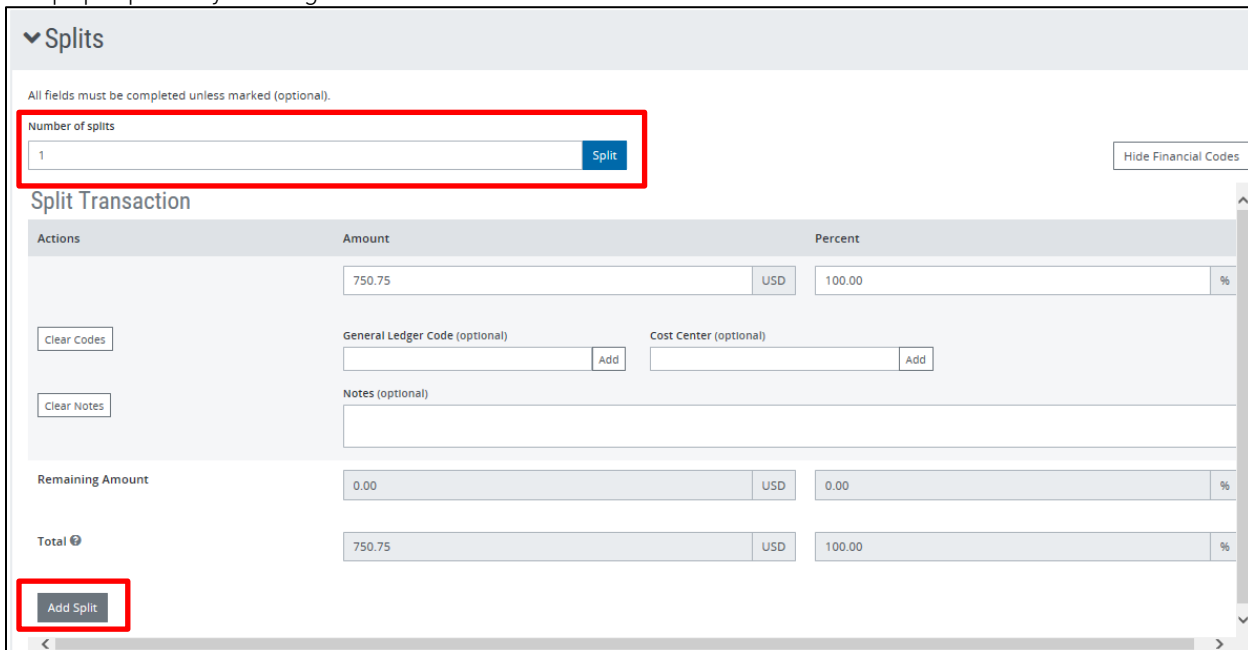 Splits
All fields must be completed unless marked (optional).
Number of splits
1 Split
Hide Financial Codes
Split Transaction
Actions Amount Percent
750.75 USD 100.00 %
Clear Codes
General Ledger Code (optional) Cost Center (optional)
Add Add
Clear Notes
Notes (optional)
Remaining Amount 0.00 USD 0.00 %
Total 750.75 USD 100.00 %
Add Split